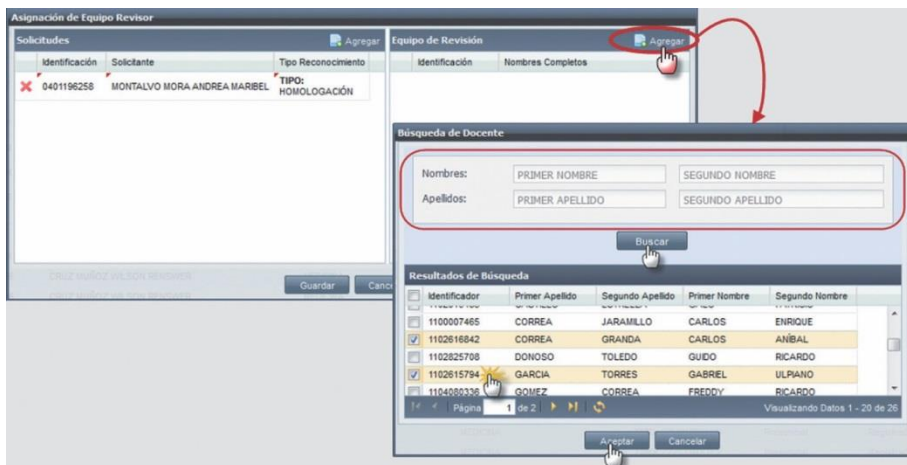 Asignación de Equipo Revisor
Solicitudes
Agregar
Identificación Solicitante Tipo Reconocimiento
0401196258 MONTALVO MORA ANDREA MARIBEL TIPO: HOMOLOGACIÓN
Equipo de Revisión
Agregar
Identificación Nombres Completos
Guardar
Búsqueda de Docente
Nombres: PRIMER NOMBRE SEGUNDO NOMBRE
Apellidos: PRIMER APELLIDO SEGUNDO APELLIDO
Buscar
Resultados de Búsqueda
Identificador Primer Apellido Segundo Apellido Primer Nombre Segundo Nombre
1100007465 CORREA JARAMILLO CARLOS ENRIQUE
1102616842 CORREA GRANDA CARLOS ANÍBAL
1102825708 DONOSO TOLEDO GUIDO RICARDO
1102615794 GARCIA TORRES GABRIEL ULPIANO
1104080336 GOMEZ CORREA FREDDY RICARDO
Página 1 de 2 Visualizando Datos 1 - 20 de 26
Aceptar Cancelar